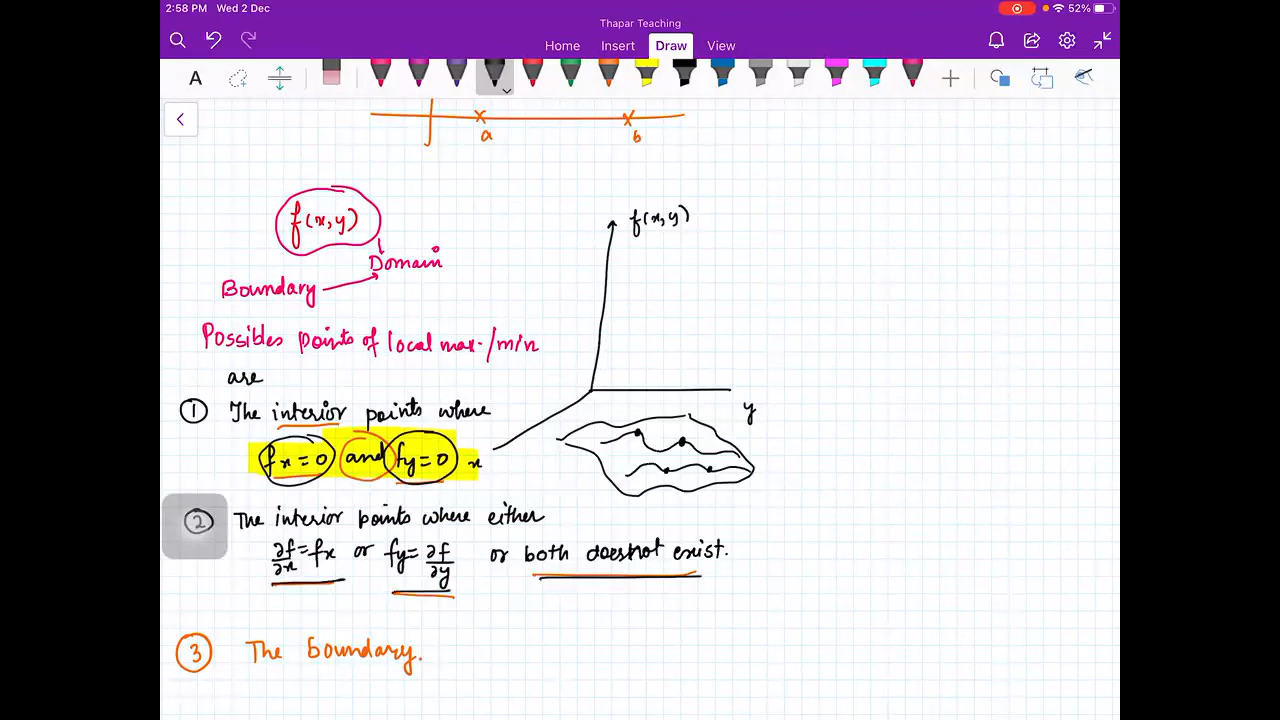 2:58 PM Wed 2 Dec
52%
Thapar Teaching
Home Insert Draw View
A
a
b
f(x,y)
Domain
Boundary
f(x,y)
Possibles points of local max./min
are
① The interior points where
fx=0 and fy=0
x
y
② The interior points where either
∂f/∂x=fx or fy=∂f/∂y or both doesnot exist.
③ The boundary.